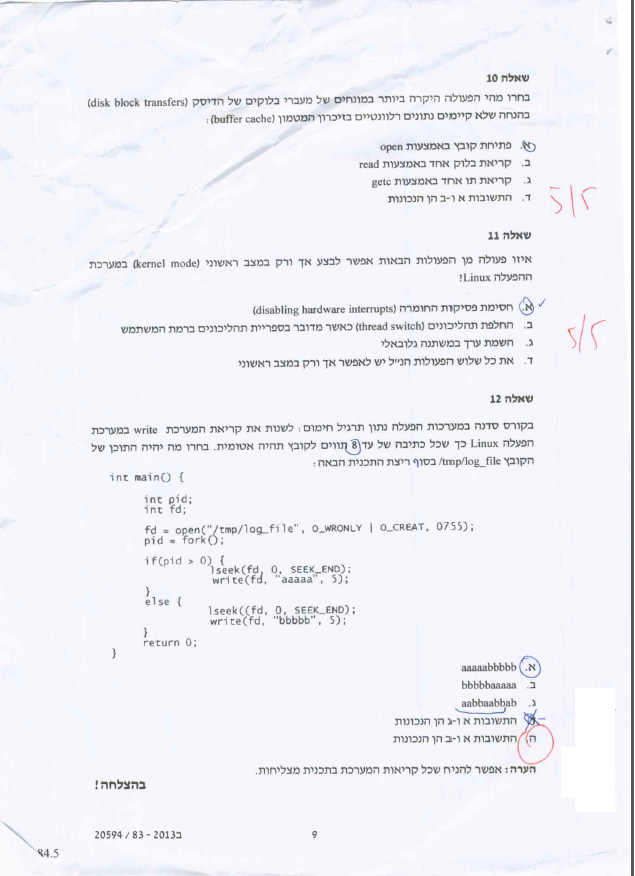 שאלה 10
בחרו מהי הפעולה היקרה ביותר במונחים של מעברי בלוקים של הדיסק (disk block transfers)
בהנחה שלא קיימים נתונים רלוונטיים בזיכרון המטמון (buffer cache):
א. פתיחת קובץ באמצעות open
ב. קריאת בלוק אחד באמצעות read
ג. קריאת תו אחד באמצעות getc
ד. התשובות א ו-ב הן הנכונות
5/5
שאלה 11
איזו פעולה מן הפעולות הבאות אפשר לבצע אך ורק במצב ראשוני (kernel mode) במערכת
ההפעלה Linux?
א. חסימת פסיקות החומרה (disabling hardware interrupts)
ב. החלפת תהליכונים (thread switch) כאשר מדובר בספריית תהליכונים ברמת המשתמש
ג. השמת ערך במשתנה גלובאלי
ד. את כל שלוש הפעולות הנ״ל יש לאפשר אך ורק במצב ראשוני
5/5
שאלה 12
בקורס סדנה במערכות הפעלה נתון תרגיל חימום: לשנות את קריאת המערכת write במערכת
הפעלה Linux כך שכל כתיבה של עד 8 תווים לקובץ תהיה אטומית. בחרו מה יהיה התוכן של
הקובץ /tmp/log_file בסוף ריצת התכנית הבאה:
int main() {
int pid;
int fd;
fd = open("/tmp/log_file", O_WRONLY | O_CREAT, 0755);
pid = fork();
if(pid > 0) {
lseek(fd, 0, SEEK_END);
write(fd, "aaaaa", 5);
}
else {
lseek((fd, 0, SEEK_END);
write(fd, "bbbbb", 5);
}
return 0;
}
א. aaaaabbbbb
ב. bbbbbaaaaa
ג. aabbaabbab
ד. התשובות א ו-ג הן הנכונות
ה. התשובות א ו-ב הן הנכונות
הערה: אפשר להניח שכל קריאות המערכת בתכנית מצליחות.
בהצלחה!
9
20594 / 83 - 2013ב
84.5